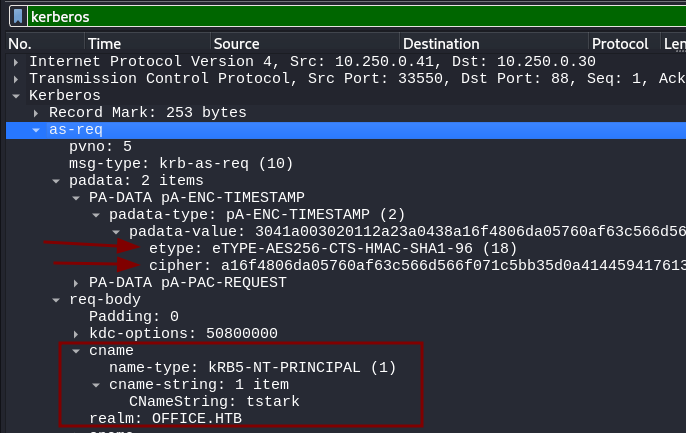 kerberos
No. Time Source Destination Protocol Len
Internet Protocol Version 4, Src: 10.250.0.41, Dst: 10.250.0.30
Transmission Control Protocol, Src Port: 33550, Dst Port: 88, Seq: 1, Ack
Kerberos
Record Mark: 253 bytes
as-req
pvno: 5
msg-type: krb-as-req (10)
padata: 2 items
PA-DATA pA-ENC-TIMESTAMP
padata-type: pA-ENC-TIMESTAMP (2)
padata-value: 3041a003020112a23a0438a16f4806da05760af63c566d56
etype: eTYPE-AES256-CTS-HMAC-SHA1-96 (18)
cipher: a16f4806da05760af63c566d566f071c5bb35d0a414459417613
PA-DATA pA-PAC-REQUEST
req-body
Padding: 0
kdc-options: 50800000
cname
name-type: kRB5-NT-PRINCIPAL (1)
cname-string: 1 item
CNameString: tstark
realm: OFFICE.HTB